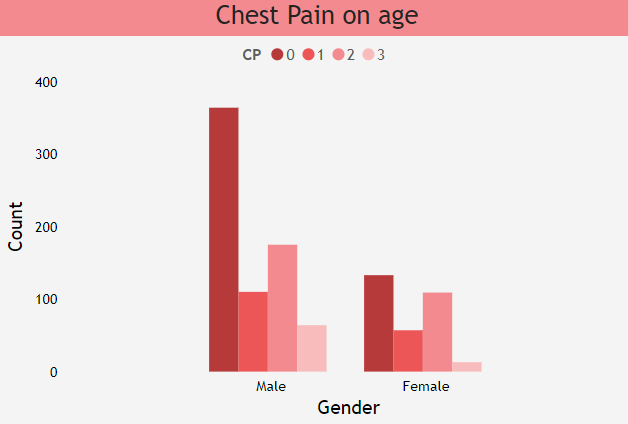 Chest Pain on age
CP 0 1 2 3
400
300
200
100
0
Count
Male Female
Gender